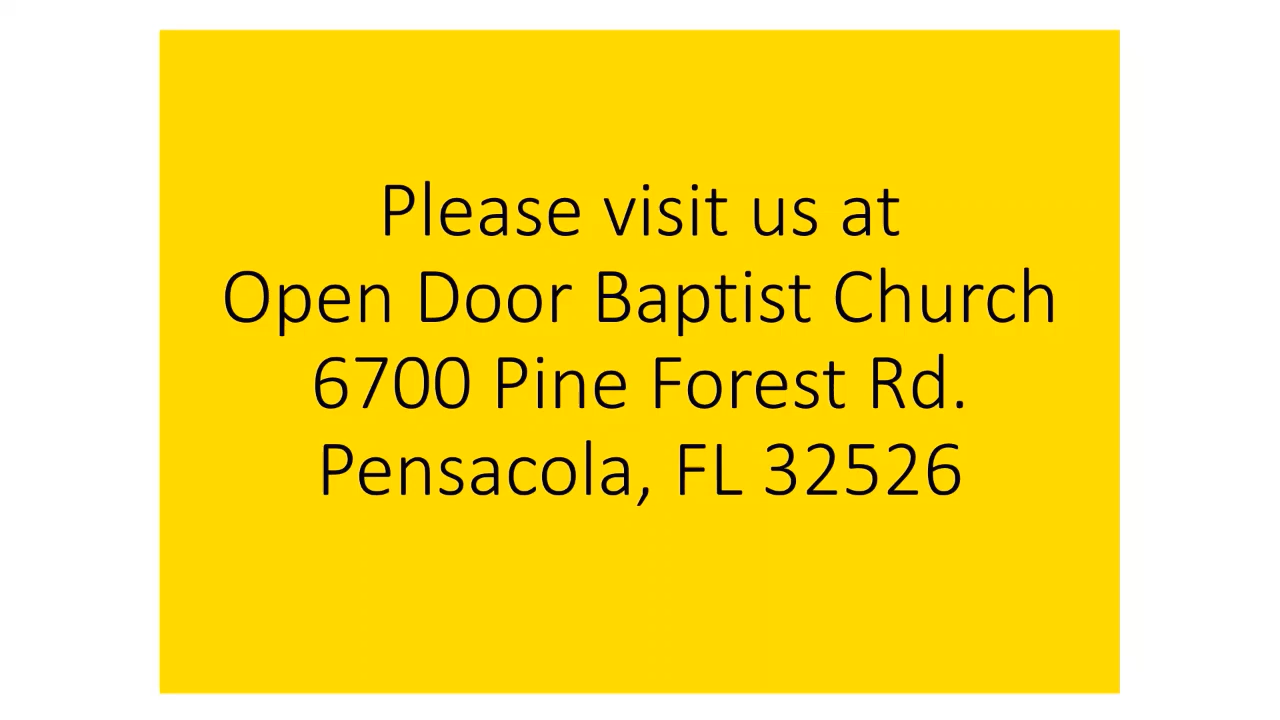 Please visit us at
Open Door Baptist Church
6700 Pine Forest Rd.
Pensacola, FL 32526